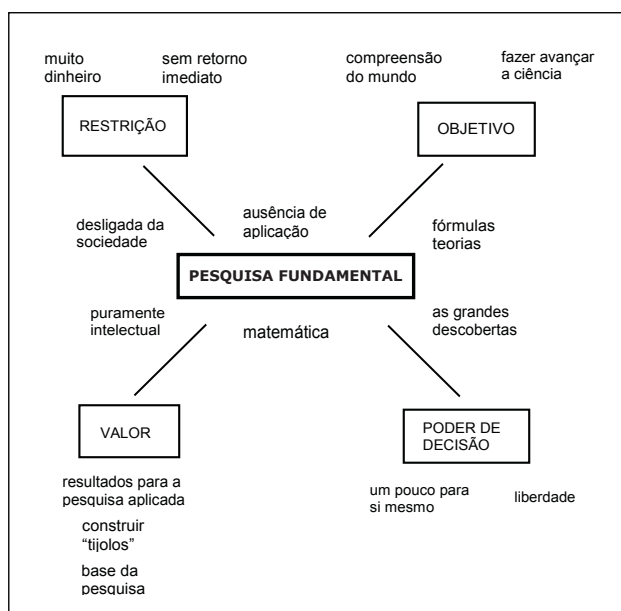 muito
dinheiro
sem retorno
imediato
compreensão
do mundo
fazer avançar
a ciência
RESTRIÇÃO
OBJETIVO
desligada da
sociedade
ausência de
aplicação
fórmulas
teorias
PESQUISA FUNDAMENTAL
puramente
intelectual
matemática
as grandes
descobertas
VALOR
PODER DE
DECISÃO
resultados para a
pesquisa aplicada
construir
“tijolos”
base da
pesquisa
um pouco para
si mesmo
liberdade